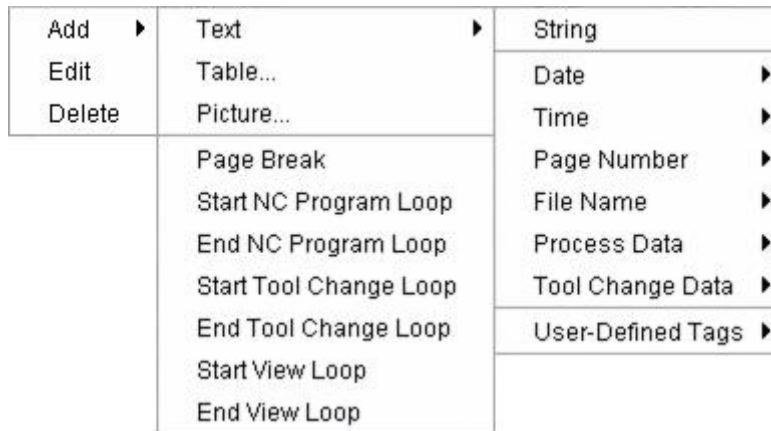 Add
Edit
Delete
Text
Table...
Picture...
Page Break
Start NC Program Loop
End NC Program Loop
Start Tool Change Loop
End Tool Change Loop
Start View Loop
End View Loop
String
Date
Time
Page Number
File Name
Process Data
Tool Change Data
User-Defined Tags